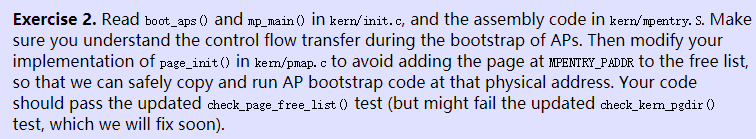 Exercise 2. Read boot_aps() and mp_main() in kern/init.c, and the assembly code in kern/mpentry.S. Make
sure you understand the control flow transfer during the bootstrap of APs. Then modify your
implementation of page_init() in kern/pmap.c to avoid adding the page at MPENTRY_PADDR to the free list,
so that we can safely copy and run AP bootstrap code at that physical address. Your code
should pass the updated check_page_free_list() test (but might fail the updated check_kern_pgdir()
test, which we will fix soon).